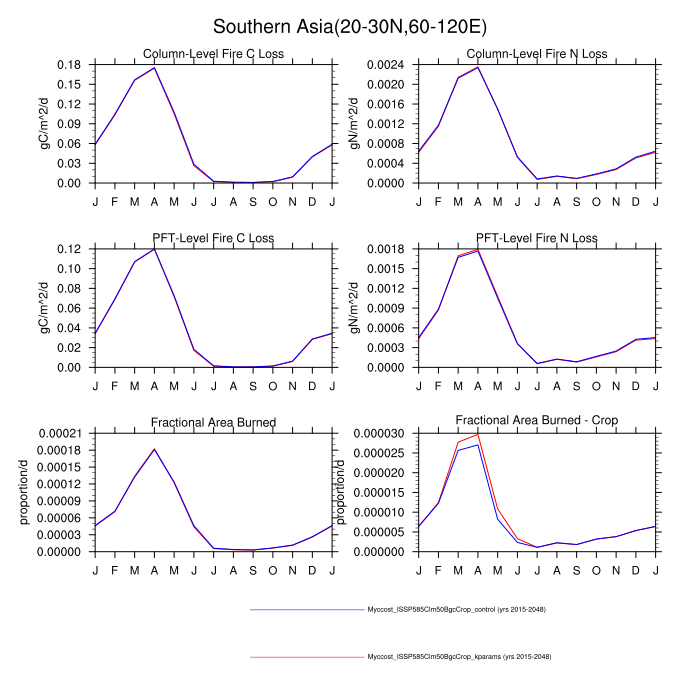 Southern Asia(20-30N,60-120E)
Column-Level Fire C Loss
gC/m^2/d
0.18
0.15
0.12
0.09
0.06
0.03
0.00
J F M A M J J A S O N D J
Column-Level Fire N Loss
gN/m^2/d
0.0024
0.0020
0.0016
0.0012
0.0008
0.0004
0.0000
J F M A M J J A S O N D J
PFT-Level Fire C Loss
gC/m^2/d
0.12
0.10
0.08
0.06
0.04
0.02
0.00
J F M A M J J A S O N D J
PFT-Level Fire N Loss
gN/m^2/d
0.0018
0.0015
0.0012
0.0009
0.0006
0.0003
0.0000
J F M A M J J A S O N D J
Fractional Area Burned
proportion/d
0.00021
0.00018
0.00015
0.00012
0.00009
0.00006
0.00003
0.00000
J F M A M J J A S O N D J
Fractional Area Burned - Crop
proportion/d
0.000030
0.000025
0.000020
0.000015
0.000010
0.000005
0.000000
J F M A M J J A S O N D J
Myccost_ISSP585Clm50BgcCrop_control (yrs 2015-2048)
Myccost_ISSP585Clm50BgcCrop_kparams (yrs 2015-2048)